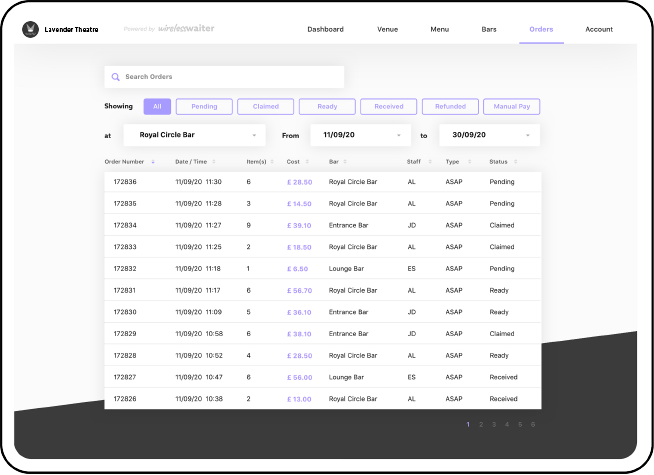 Lavender Theatre Powered by wirelesswaiter Dashboard Venue Menu Bars Orders Account
Search Orders
Showing All Pending Claimed Ready Received Refunded Manual Pay
at Royal Circle Bar From 11/09/20 to 30/09/20
Order Number Date / Time Item(s) Cost Bar Staff Type Status
172836 11/09/20 11:30 6 £ 28.50 Royal Circle Bar AL ASAP Pending
172835 11/09/20 11:28 3 £ 14.50 Royal Circle Bar AL ASAP Pending
172834 11/09/20 11:27 9 £ 39.10 Entrance Bar JD ASAP Claimed
172833 11/09/20 11:25 2 £ 18.50 Royal Circle Bar AL ASAP Claimed
172832 11/09/20 11:18 1 £ 6.60 Lounge Bar ES ASAP Pending
172831 11/09/20 11:17 6 £ 56.70 Royal Circle Bar AL ASAP Ready
172830 11/09/20 11:09 5 £ 36.10 Entrance Bar JD ASAP Ready
172829 11/09/20 10:58 6 £ 38.10 Entrance Bar JD ASAP Claimed
172828 11/09/20 10:52 4 £ 28.50 Royal Circle Bar AL ASAP Ready
172827 11/09/20 10:47 6 £ 56.00 Lounge Bar ES ASAP Received
172826 11/09/20 10:38 2 £ 13.00 Royal Circle Bar AL ASAP Received
1 2 3 4 5 6